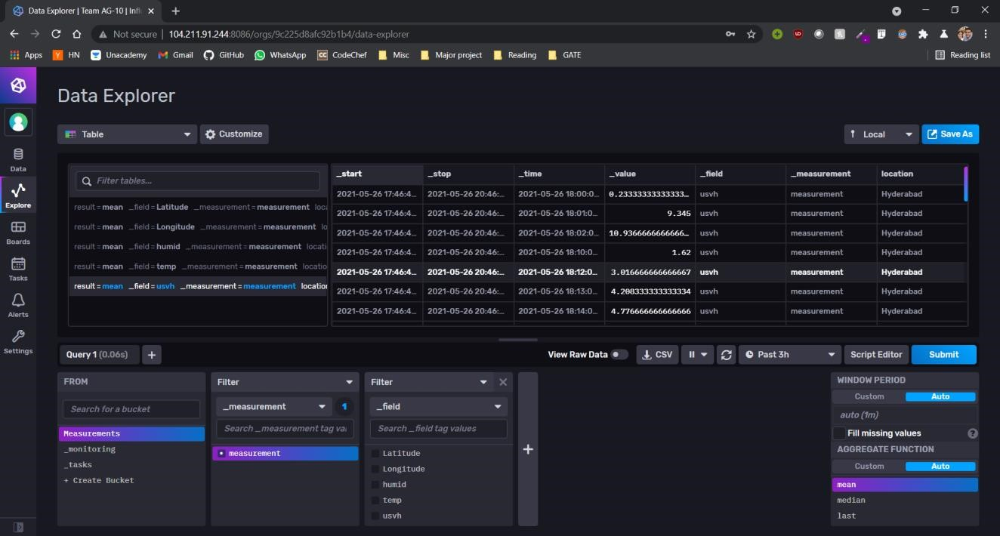 Data Explorer | Team AG-10 | Infl
Not secure | 104.211.91.244:8086/orgs/9c225d8afc92b1b4/data-explorer
Apps HN Unacademy Gmail GitHub WhatsApp CodeChef Misc Major project Reading GATE Reading list
Data Explorer
Table Customize Local Save As
Data
Explore
Boards
Tasks
Alerts
Settings
Filter tables...
result = mean _field = Latitude _measurement = measurement loca
result = mean _field = Longitude _measurement = measurement lo
result = mean _field = humid _measurement = measurement locati
result = mean _field = temp _measurement = measurement locatio
result = mean _field = usvh _measurement = measurement location
_start _stop _time _value _field _measurement location
2021-05-26 17:46:4... 2021-05-26 20:46:... 2021-05-26 18:00:0... 0.23333333333333... usvh measurement Hyderabad
2021-05-26 17:46:4... 2021-05-26 20:46:... 2021-05-26 18:01:0... 9.345 usvh measurement Hyderabad
2021-05-26 17:46:4... 2021-05-26 20:46:... 2021-05-26 18:02:0... 10.9366666666666... usvh measurement Hyderabad
2021-05-26 17:46:4... 2021-05-26 20:46:... 2021-05-26 18:10:0... 1.62 usvh measurement Hyderabad
2021-05-26 17:46:4... 2021-05-26 20:46:... 2021-05-26 18:12:0... 3.016666666666667 usvh measurement Hyderabad
2021-05-26 17:46:4... 2021-05-26 20:46:... 2021-05-26 18:13:0... 4.208333333333334 usvh measurement Hyderabad
2021-05-26 17:46:4... 2021-05-26 20:46:... 2021-05-26 18:14:0... 4.776666666666666 usvh measurement Hyderabad
Query 1 (0.06s) + View Raw Data CSV Past 3h Script Editor Submit
FROM
Search for a bucket
Measurements
_monitoring
_tasks
+ Create Bucket
Filter
_measurement 1
Search _measurement tag val
measurement
Filter
_field
Search _field tag values
Latitude
Longitude
humid
temp
usvh
+
WINDOW PERIOD
Custom Auto
auto (1m)
Fill missing values ?
AGGREGATE FUNCTION
Custom Auto
mean
median
last